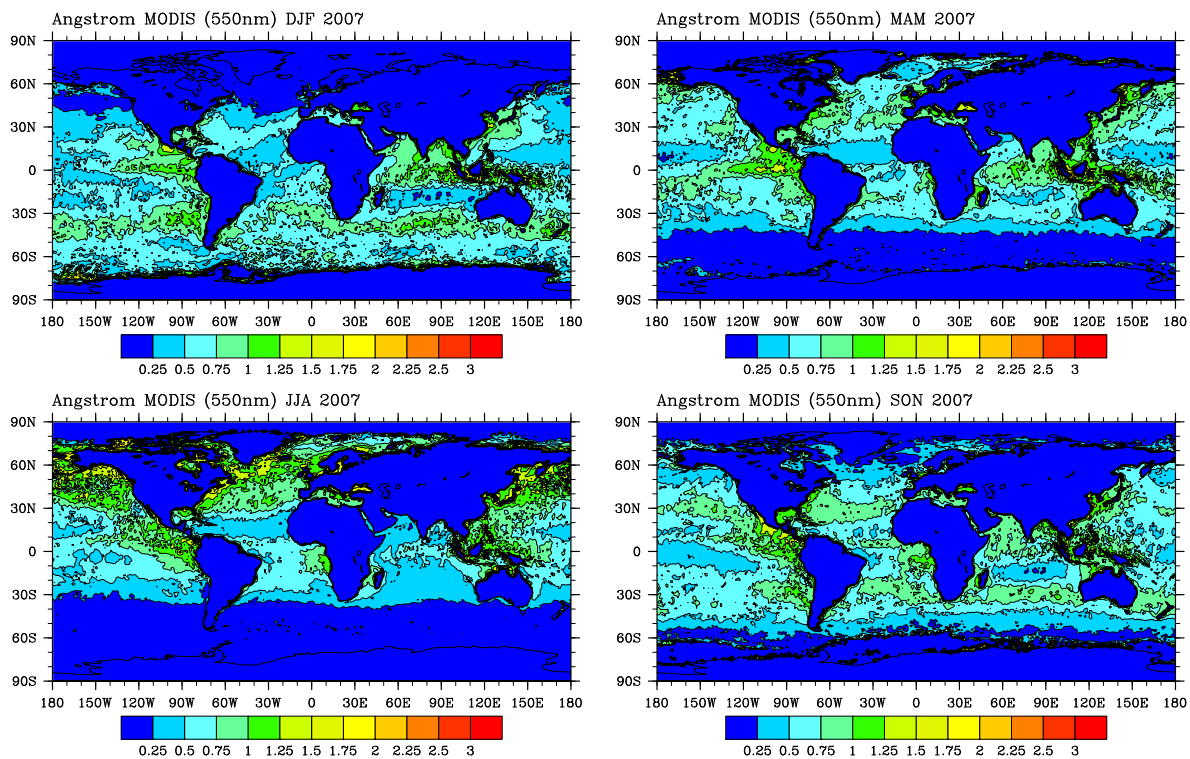 Angstrom MODIS (550nm) DJF 2007
90N
60N
30N
0
30S
60S
90S
180 150W 120W 90W 60W 30W 0 30E 60E 90E 120E 150E 180
0.25 0.5 0.75 1 1.25 1.5 1.75 2 2.25 2.5 3
Angstrom MODIS (550nm) MAM 2007
90N
60N
30N
0
30S
60S
90S
180 150W 120W 90W 60W 30W 0 30E 60E 90E 120E 150E 180
0.25 0.5 0.75 1 1.25 1.5 1.75 2 2.25 2.5 3
Angstrom MODIS (550nm) JJA 2007
90N
60N
30N
0
30S
60S
90S
180 150W 120W 90W 60W 30W 0 30E 60E 90E 120E 150E 180
0.25 0.5 0.75 1 1.25 1.5 1.75 2 2.25 2.5 3
Angstrom MODIS (550nm) SON 2007
90N
60N
30N
0
30S
60S
90S
180 150W 120W 90W 60W 30W 0 30E 60E 90E 120E 150E 180
0.25 0.5 0.75 1 1.25 1.5 1.75 2 2.25 2.5 3